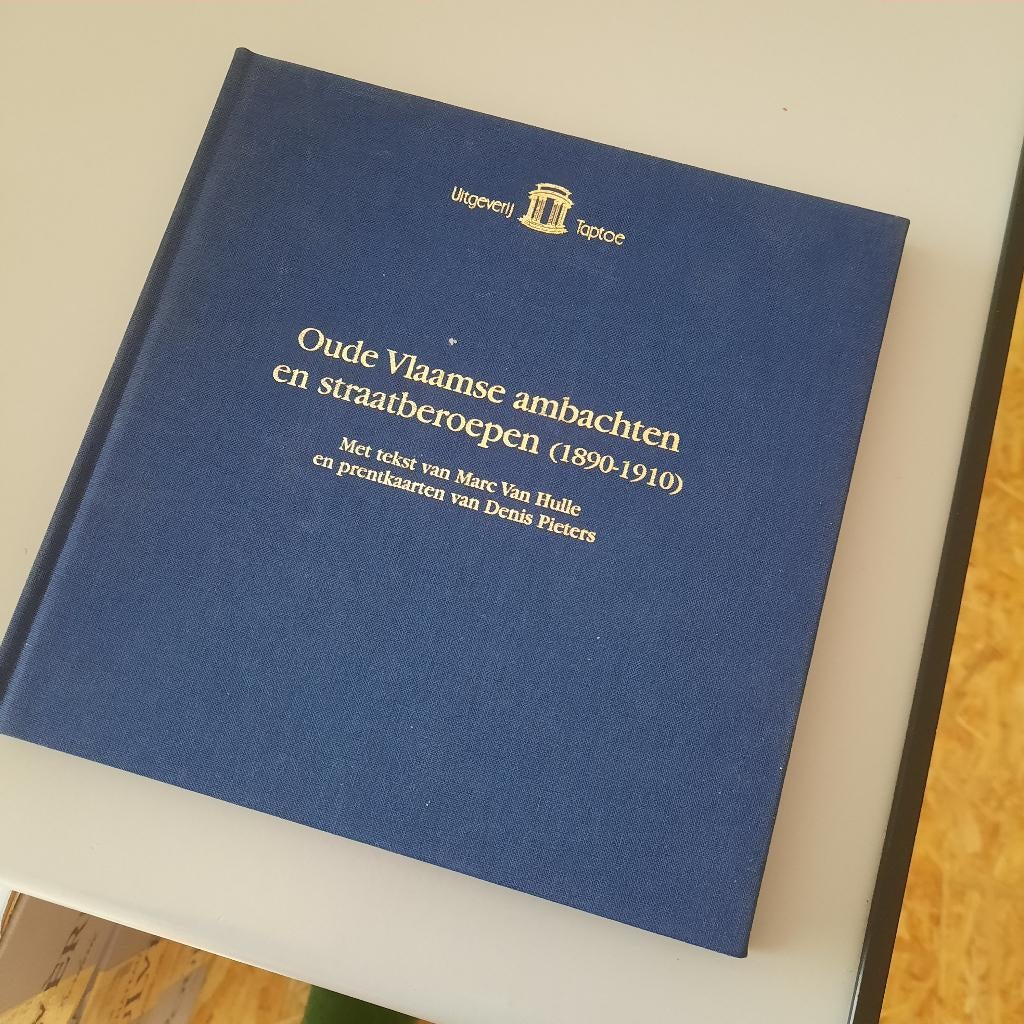 Uitgeverij Taptoe
Oude Vlaamse ambachten
en straatberoepen (1890-1910)
Met tekst van Marc Van Hulle
en prentkaarten van Denis Pieters